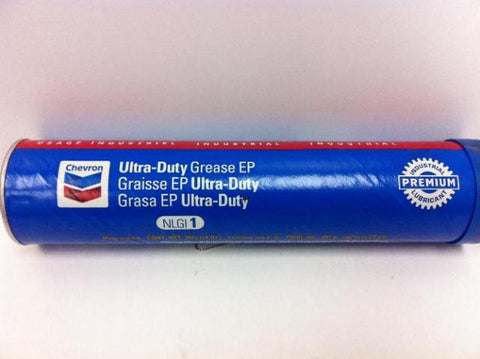 USAGE INDUSTRIEL INDUSTRIAL INDUSTRIAL
Chevron
Ultra-Duty Grease EP
Graisse EP Ultra-Duty
Grasa EP Ultra-Duty
NLGI 1
INDUSTRIAL
PREMIUM
LUBRICANT